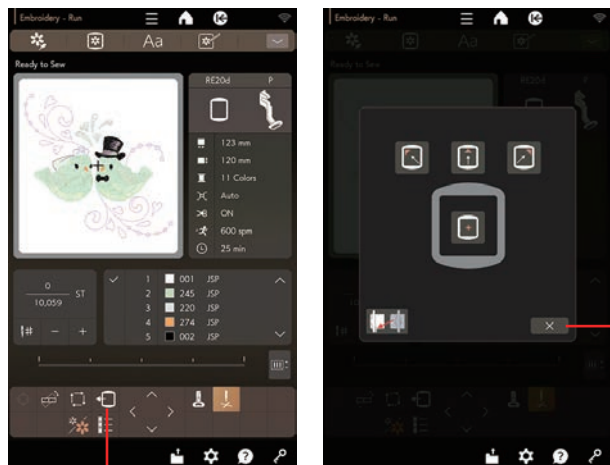 Embroidery - Run
Aa
Ready to Sew
RE20d P
123 mm
120 mm
11 Colors
Auto
ON
600 spm
25 min
0
10,059
ST
# - +
1 001 JSP
2 245 JSP
3 220 JSP
4 274 JSP
5 002 JSP
Embroidery - Run
Aa
Ready to Sew
RE20d P